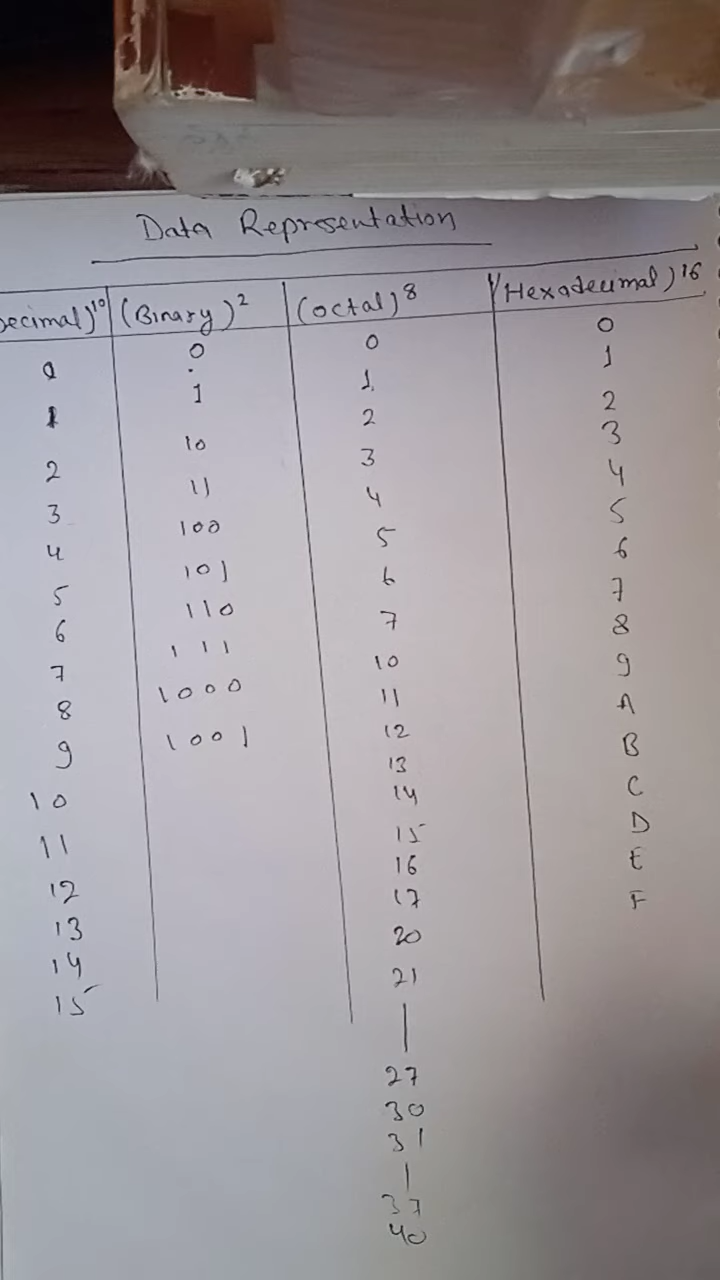 Data Representation
ecimal)10 (Binary)2 (octal)8 (Hexadecimal)16
0 0 0 0
1 1 1 1
2 10 2 2
3 11 3 3
4 100 4 4
5 101 5 5
6 110 6 6
7 111 7 7
8 1000 10 8
9 1001 11 9
10 12 A
11 13 B
12 14 C
13 15 D
14 16 E
15 17 F
20
21
|
27
30
31
|
37
40